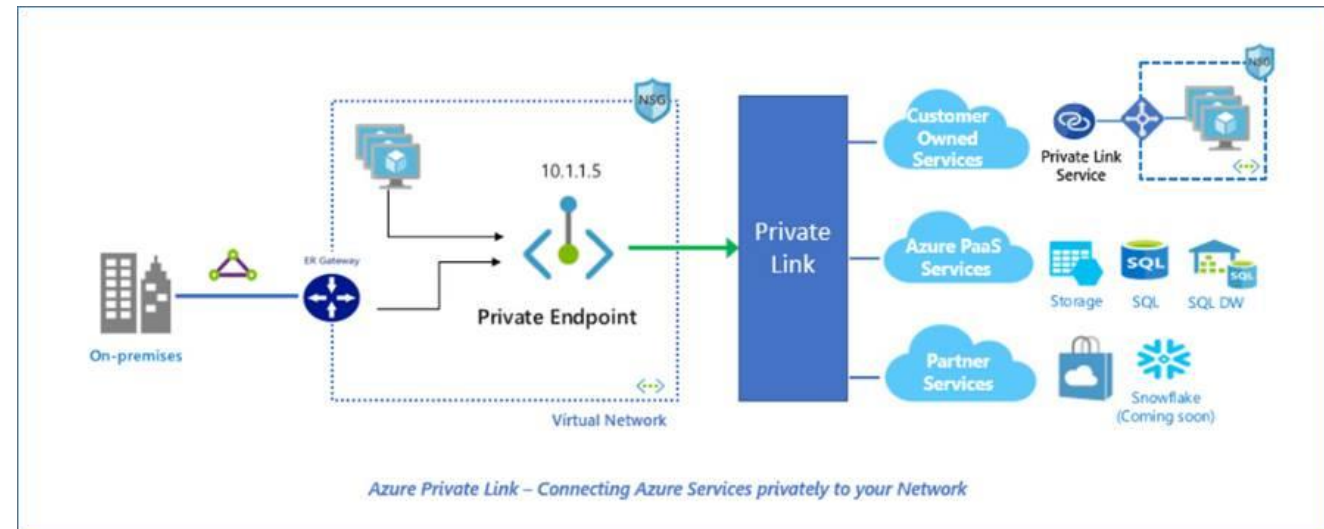 NSG
10.1.1.5
ER Gateway
Private Endpoint
On-premises
Virtual Network
Private
Link
Customer
Owned
Services
Private Link
Service
NSG
Azure PaaS
Services
Storage
SQL
SQL
SQL
SQL DW
Partner
Services
Snowflake
(Coming soon)
Azure Private Link – Connecting Azure Services privately to your Network